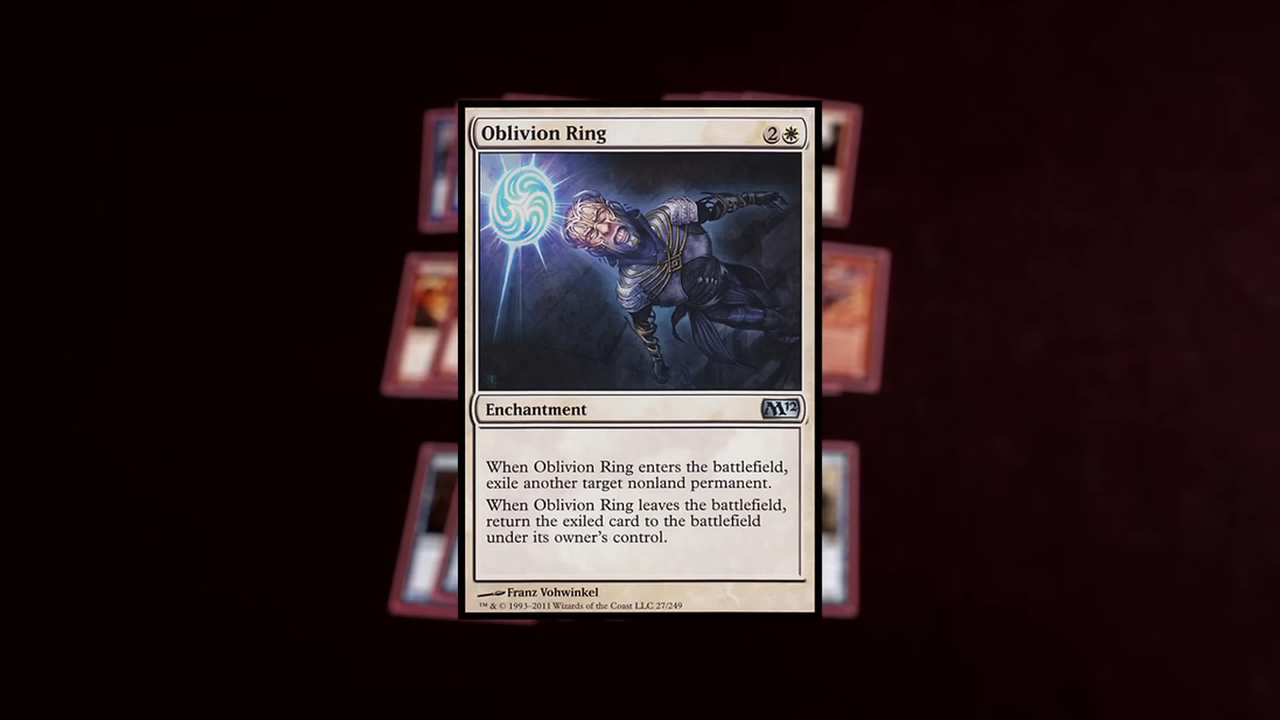 Oblivion Ring 2
Enchantment M12
When Oblivion Ring enters the battlefield,
exile another target nonland permanent.
When Oblivion Ring leaves the battlefield,
return the exiled card to the battlefield
under its owner's control.
Franz Vohwinkel
™ & © 1993–2011 Wizards of the Coast LLC 27/249